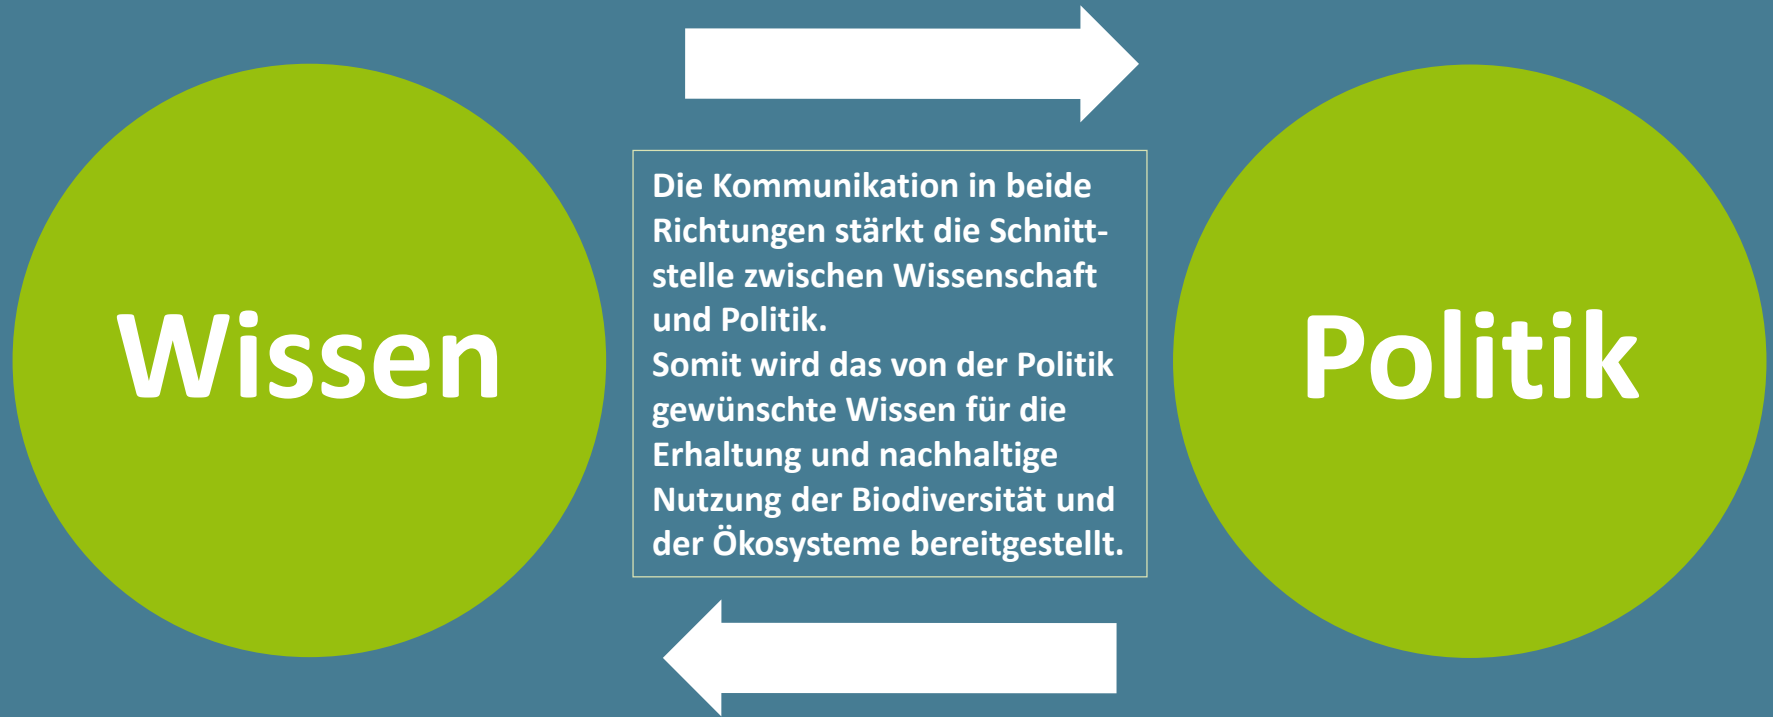 Wissen
Die Kommunikation in beide
Richtungen stärkt die Schnitt-
stelle zwischen Wissenschaft
und Politik.
Somit wird das von der Politik
gewünschte Wissen für die
Erhaltung und nachhaltige
Nutzung der Biodiversität und
der Ökosysteme bereitgestellt.
Politik